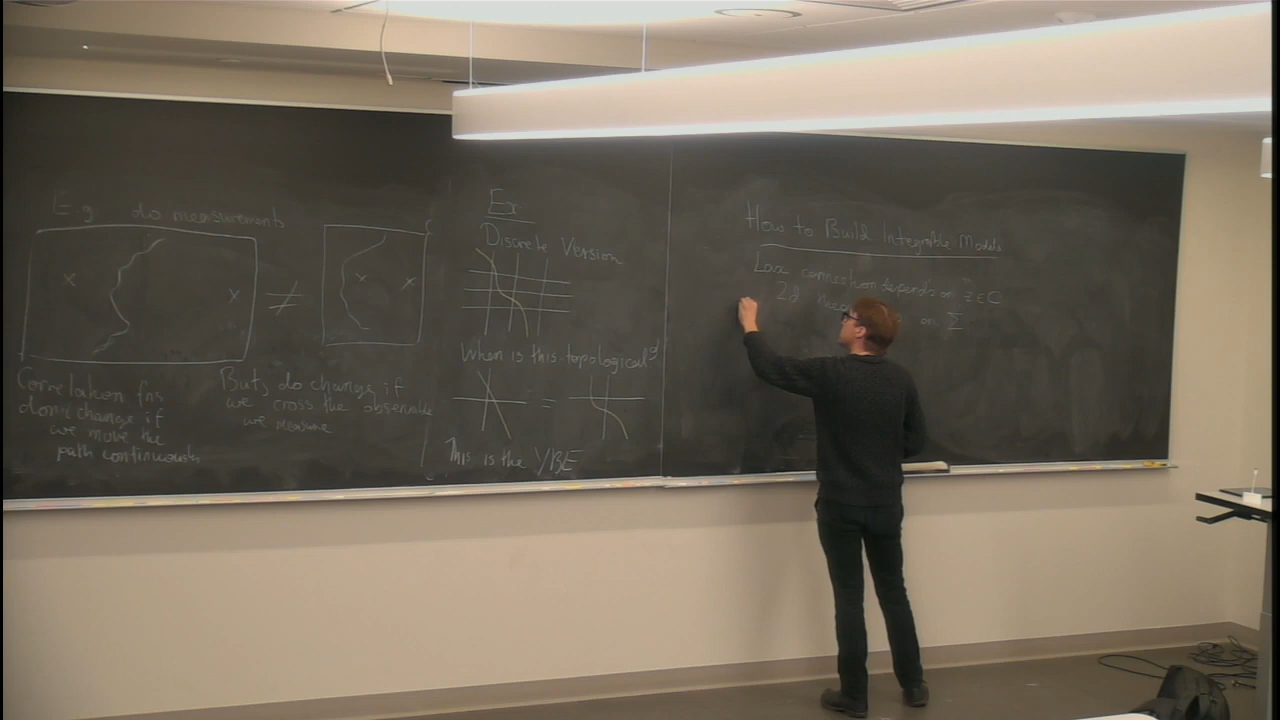 E.g. do measurements
≠
Correlation fns
don't change if
we move the
path continuously
But, do change if
we cross the observable
we measure
Ex
Discrete Version
When is this topological?
=
This is the YBE
How to Build Integrable Models
Lax connection depends on z ∈ C
2d on Σ